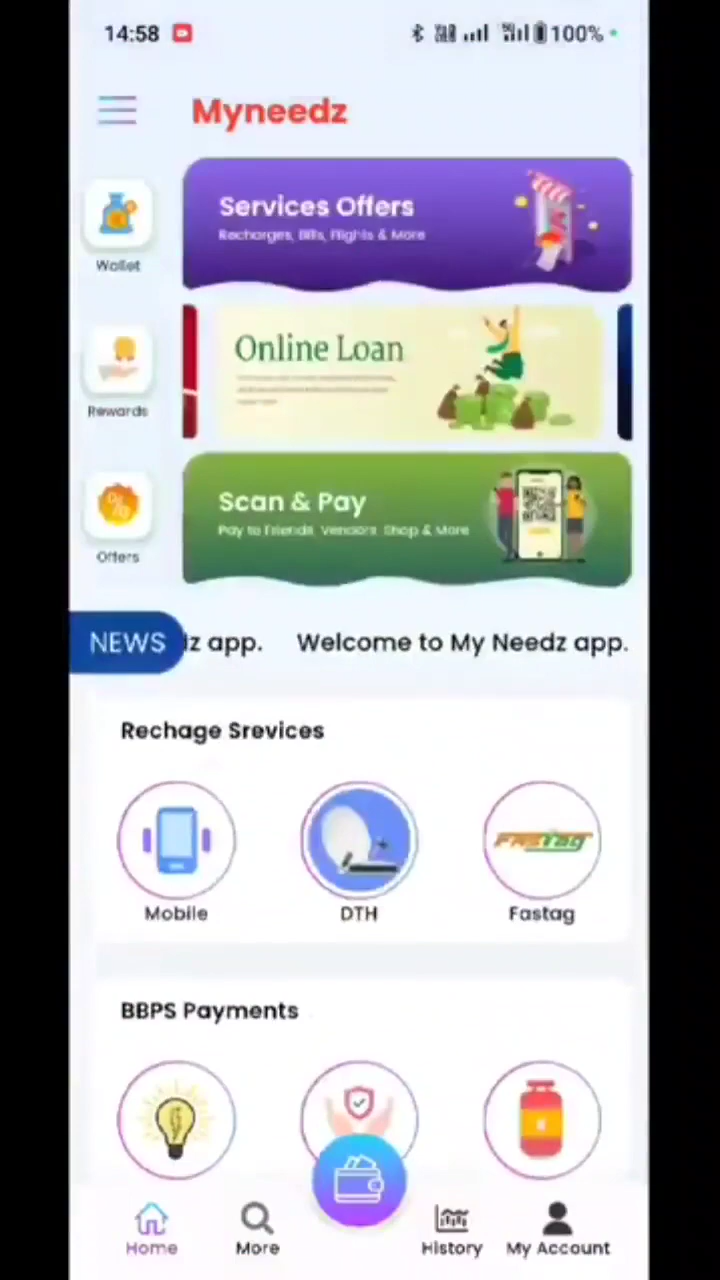 14:58
100%
Myneedz
Services Offers
Recharges, Bills, Flights & More
Wallet
Online Loan
Rewards
Scan & Pay
Pay to Friends, Vendors, Shop & More
Offers
NEWS
dz app. Welcome to My Needz app.
Rechage Srevices
Mobile
DTH
Fastag
BBPS Payments
Home
More
History
My Account